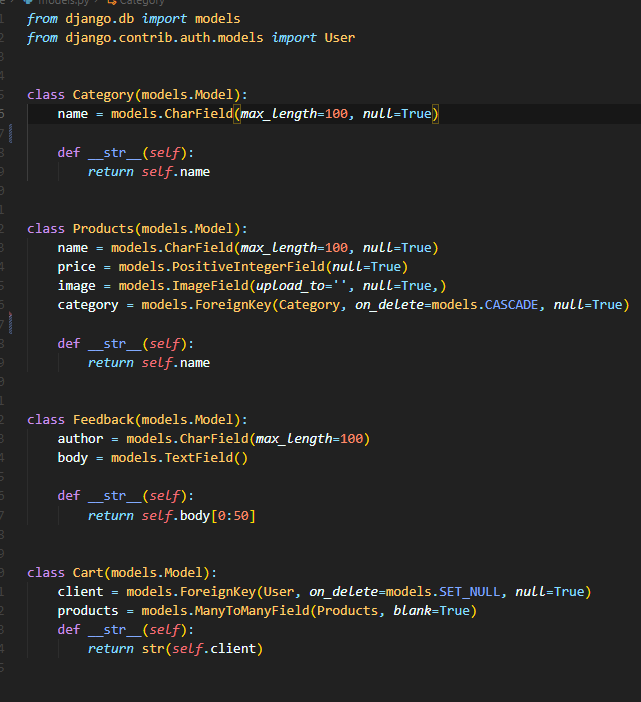 models.py > Category
from django.db import models
from django.contrib.auth.models import User
class Category(models.Model):
    name = models.CharField(max_length=100, null=True)
    def __str__(self):
        return self.name
class Products(models.Model):
    name = models.CharField(max_length=100, null=True)
    price = models.PositiveIntegerField(null=True)
    image = models.ImageField(upload_to='', null=True,)
    category = models.ForeignKey(Category, on_delete=models.CASCADE, null=True)
    def __str__(self):
        return self.name
class Feedback(models.Model):
    author = models.CharField(max_length=100)
    body = models.TextField()
    def __str__(self):
        return self.body[0:50]
class Cart(models.Model):
    client = models.ForeignKey(User, on_delete=models.SET_NULL, null=True)
    products = models.ManyToManyField(Products, blank=True)
    def __str__(self):
        return str(self.client)